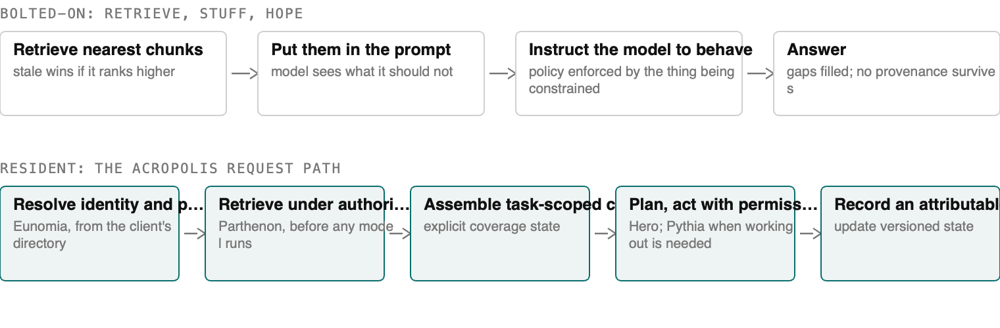 BOLTED-ON: RETRIEVE, STUFF, HOPE
Retrieve nearest chunks
stale wins if it ranks higher
Put them in the prompt
model sees what it should not
Instruct the model to behave
policy enforced by the thing being
constrained
Answer
gaps filled; no provenance survive
s
RESIDENT: THE ACROPOLIS REQUEST PATH
Resolve identity and p…
Eunomia, from the client's
directory
Retrieve under authori…
Parthenon, before any mode
l runs
Assemble task-scoped c
explicit coverage state
Plan, act with permiss…
Hero; Pythia when working
out is needed
Record an attributabl
update versioned state